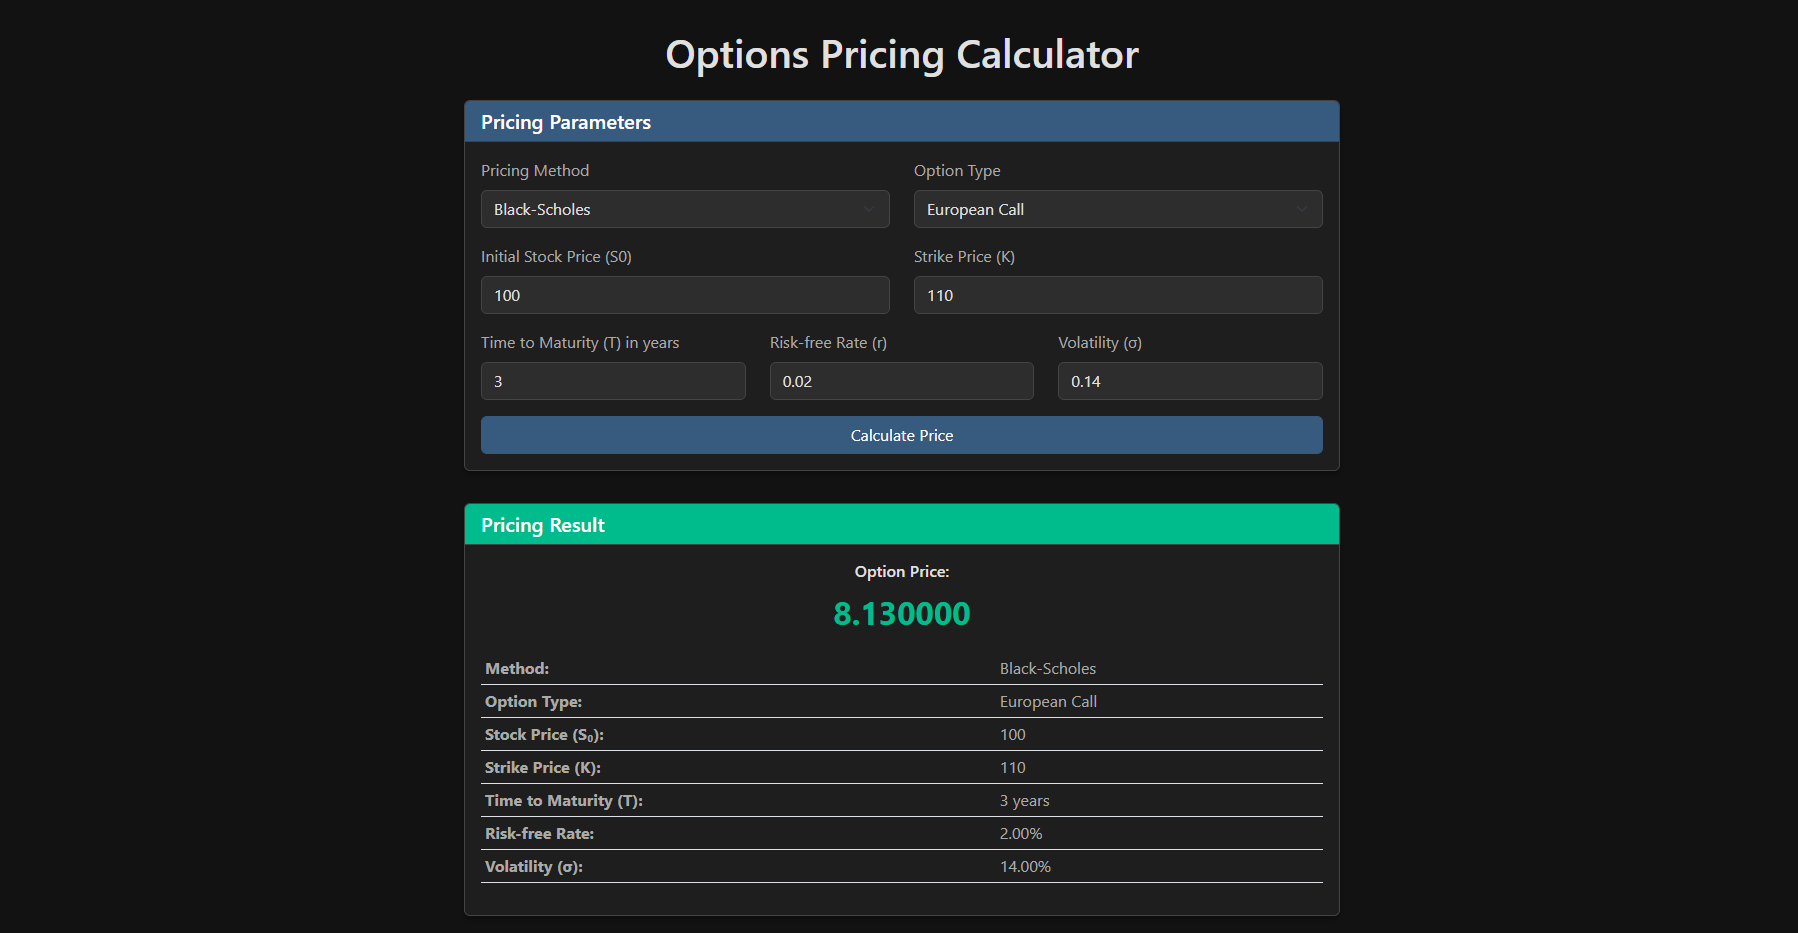 Options Pricing Calculator
Pricing Parameters
Pricing Method Option Type
Black-Scholes European Call
Initial Stock Price (S0) Strike Price (K)
100 110
Time to Maturity (T) in years Risk-free Rate (r) Volatility (σ)
3 0.02 0.14
Calculate Price
Pricing Result
Option Price:
8.130000
Method: Black-Scholes
Option Type: European Call
Stock Price (S₀): 100
Strike Price (K): 110
Time to Maturity (T): 3 years
Risk-free Rate: 2.00%
Volatility (σ): 14.00%